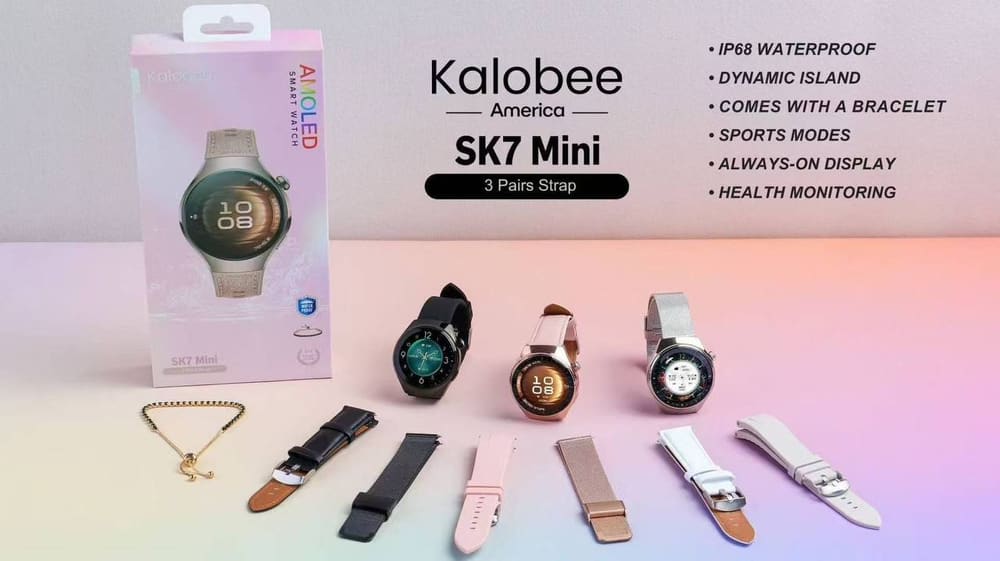 Kalobee
AMOLED
SMART WATCH
10
08
SK7 Mini
Kalobee
America
SK7 Mini
3 Pairs Strap
• IP68 WATERPROOF
• DYNAMIC ISLAND
• COMES WITH A BRACELET
• SPORTS MODES
• ALWAYS-ON DISPLAY
• HEALTH MONITORING
10
08